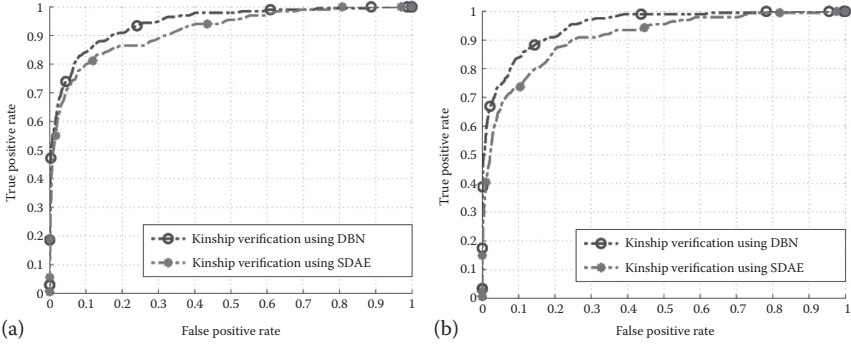 1
0.9
0.8
0.7
0.6
0.5
0.4
0.3
0.2
0.1
0
True positive rate
Kinship verification using DBN
Kinship verification using SDAE
0 0.1 0.2 0.3 0.4 0.5 0.6 0.7 0.8 0.9 1
False positive rate
(a)
1
0.9
0.8
0.7
0.6
0.5
0.4
0.3
0.2
0.1
0
True positive rate
Kinship verification using DBN
Kinship verification using SDAE
0 0.1 0.2 0.3 0.4 0.5 0.6 0.7 0.8 0.9 1
False positive rate
(b)